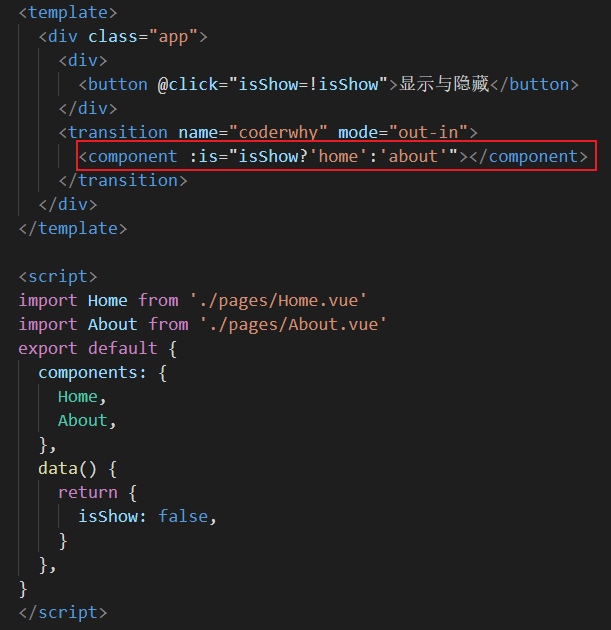 <template>
  <div class="app">
    <div>
      <button @click="isShow=!isShow">显示与隐藏</button>
    </div>
    <transition name="coderwhy" mode="out-in">
      <component :is="isShow?'home':'about'"></component>
    </transition>
  </div>
</template>

<script>
import Home from './pages/Home.vue'
import About from './pages/About.vue'
export default {
  components: {
    Home,
    About,
  },
  data() {
    return {
      isShow: false,
    }
  },
}
</script>